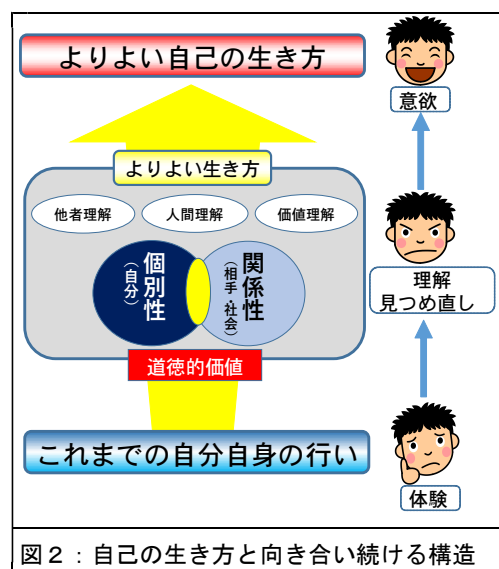 よりよい自己の生き方
意欲
よりよい生き方
他者理解
人間理解
価値理解
個別性
（自分）
関係性
（相手・社会）
理解
見つめ直し
道徳的価値
これまでの自分自身の行い
体験
図２：自己の生き方と向き合い続ける構造